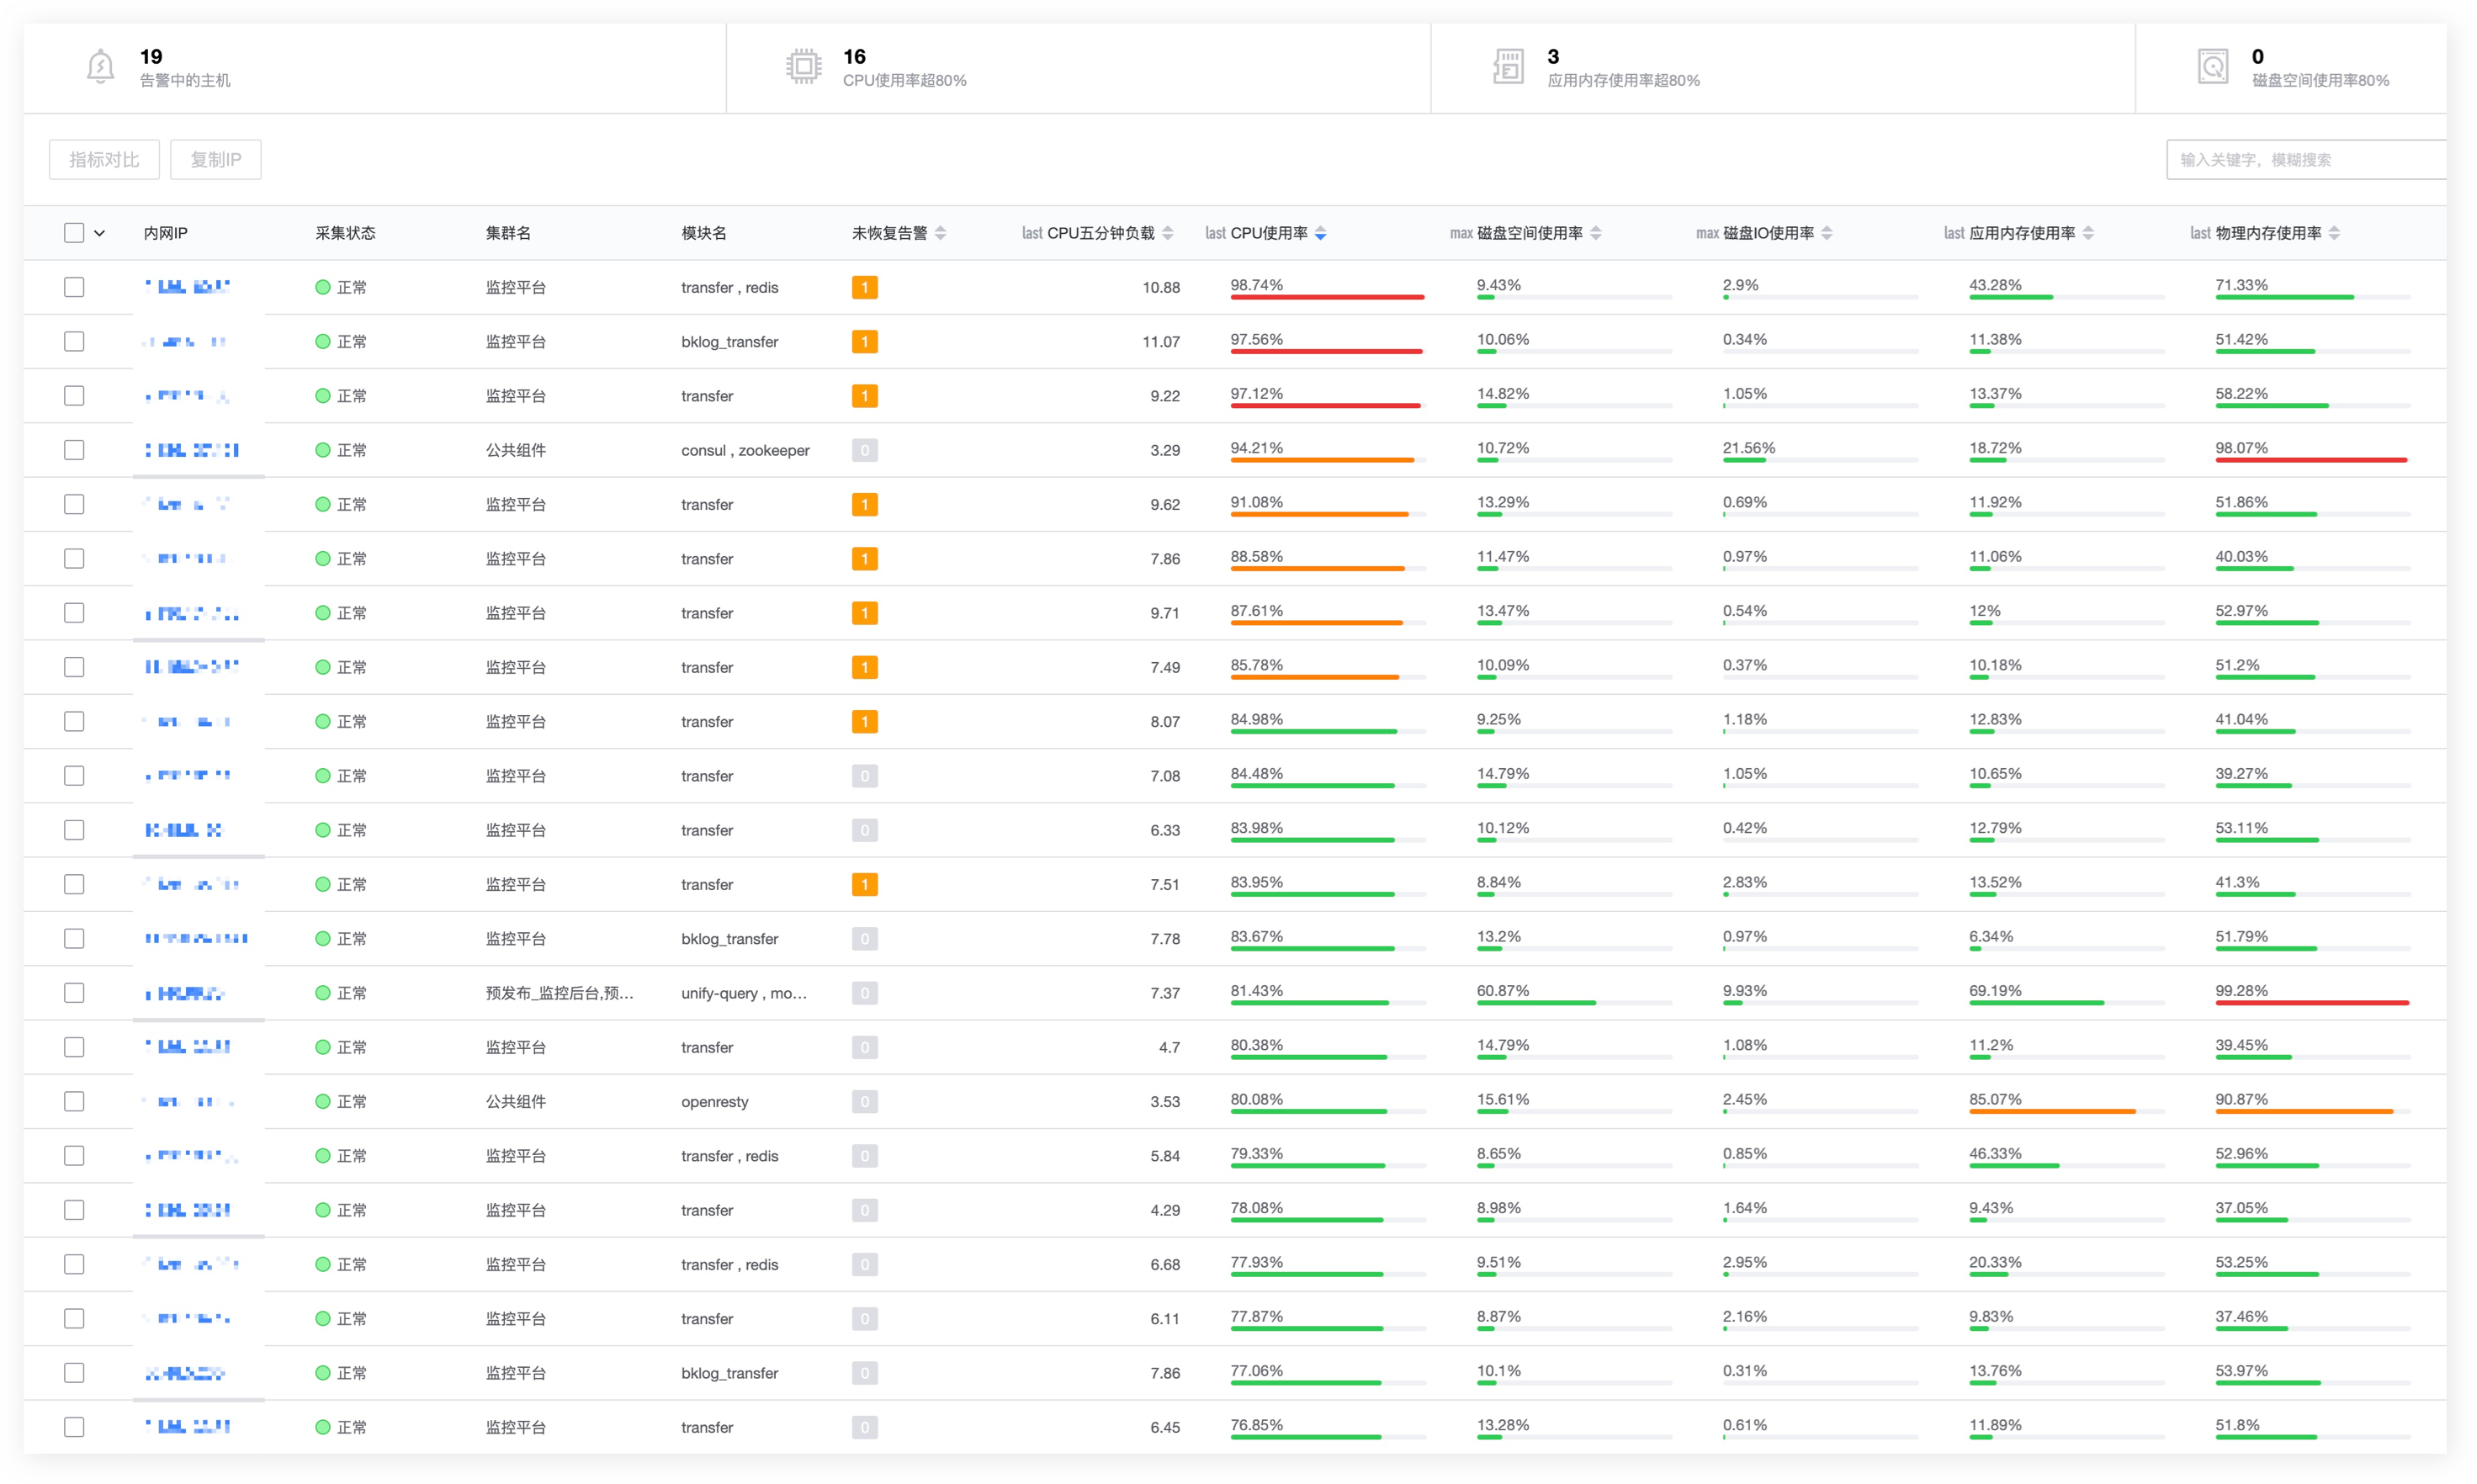 19
告警中的主机
16
CPU使用率超80%
3
应用内存使用率超80%
0
磁盘空间使用率80%
指标对比 复制IP 输入关键字，模糊搜索
内网IP 采集状态 集群名 模块名 未恢复告警 last CPU五分钟负载 last CPU使用率 max 磁盘空间使用率 max 磁盘IO使用率 last 应用内存使用率 last 物理内存使用率
正常 监控平台 transfer , redis 1 10.88 98.74% 9.43% 2.9% 43.28% 71.33%
正常 监控平台 bklog_transfer 1 11.07 97.56% 10.06% 0.34% 11.38% 51.42%
正常 监控平台 transfer 1 9.22 97.12% 14.82% 1.05% 13.37% 58.22%
正常 公共组件 consul , zookeeper 0 3.29 94.21% 10.72% 21.56% 18.72% 98.07%
正常 监控平台 transfer 1 9.62 91.08% 13.29% 0.69% 11.92% 51.86%
正常 监控平台 transfer 1 7.86 88.58% 11.47% 0.97% 11.06% 40.03%
正常 监控平台 transfer 1 9.71 87.61% 13.47% 0.54% 12% 52.97%
正常 监控平台 transfer 1 7.49 85.78% 10.09% 0.37% 10.18% 51.2%
正常 监控平台 transfer 1 8.07 84.98% 9.25% 1.18% 12.83% 41.04%
正常 监控平台 transfer 0 7.08 84.48% 14.79% 1.05% 10.65% 39.27%
正常 监控平台 transfer 0 6.33 83.98% 10.12% 0.42% 12.79% 53.11%
正常 监控平台 transfer 1 7.51 83.95% 8.84% 2.83% 13.52% 41.3%
正常 监控平台 bklog_transfer 0 7.78 83.67% 13.2% 0.97% 6.34% 51.79%
正常 预发布_监控后台,预... unify-query , mo... 0 7.37 81.43% 60.87% 9.93% 69.19% 99.28%
正常 监控平台 transfer 0 4.7 80.38% 14.79% 1.08% 11.2% 39.45%
正常 公共组件 openresty 0 3.53 80.08% 15.61% 2.45% 85.07% 90.87%
正常 监控平台 transfer , redis 0 5.84 79.33% 8.65% 0.85% 46.33% 52.96%
正常 监控平台 transfer 0 4.29 78.08% 8.98% 1.64% 9.43% 37.05%
正常 监控平台 transfer , redis 0 6.68 77.93% 9.51% 2.95% 20.33% 53.25%
正常 监控平台 transfer 0 6.11 77.87% 8.87% 2.16% 9.83% 37.46%
正常 监控平台 bklog_transfer 0 7.86 77.06% 10.1% 0.31% 13.76% 53.97%
正常 监控平台 transfer 0 6.45 76.85% 13.28% 0.61% 11.89% 51.8%